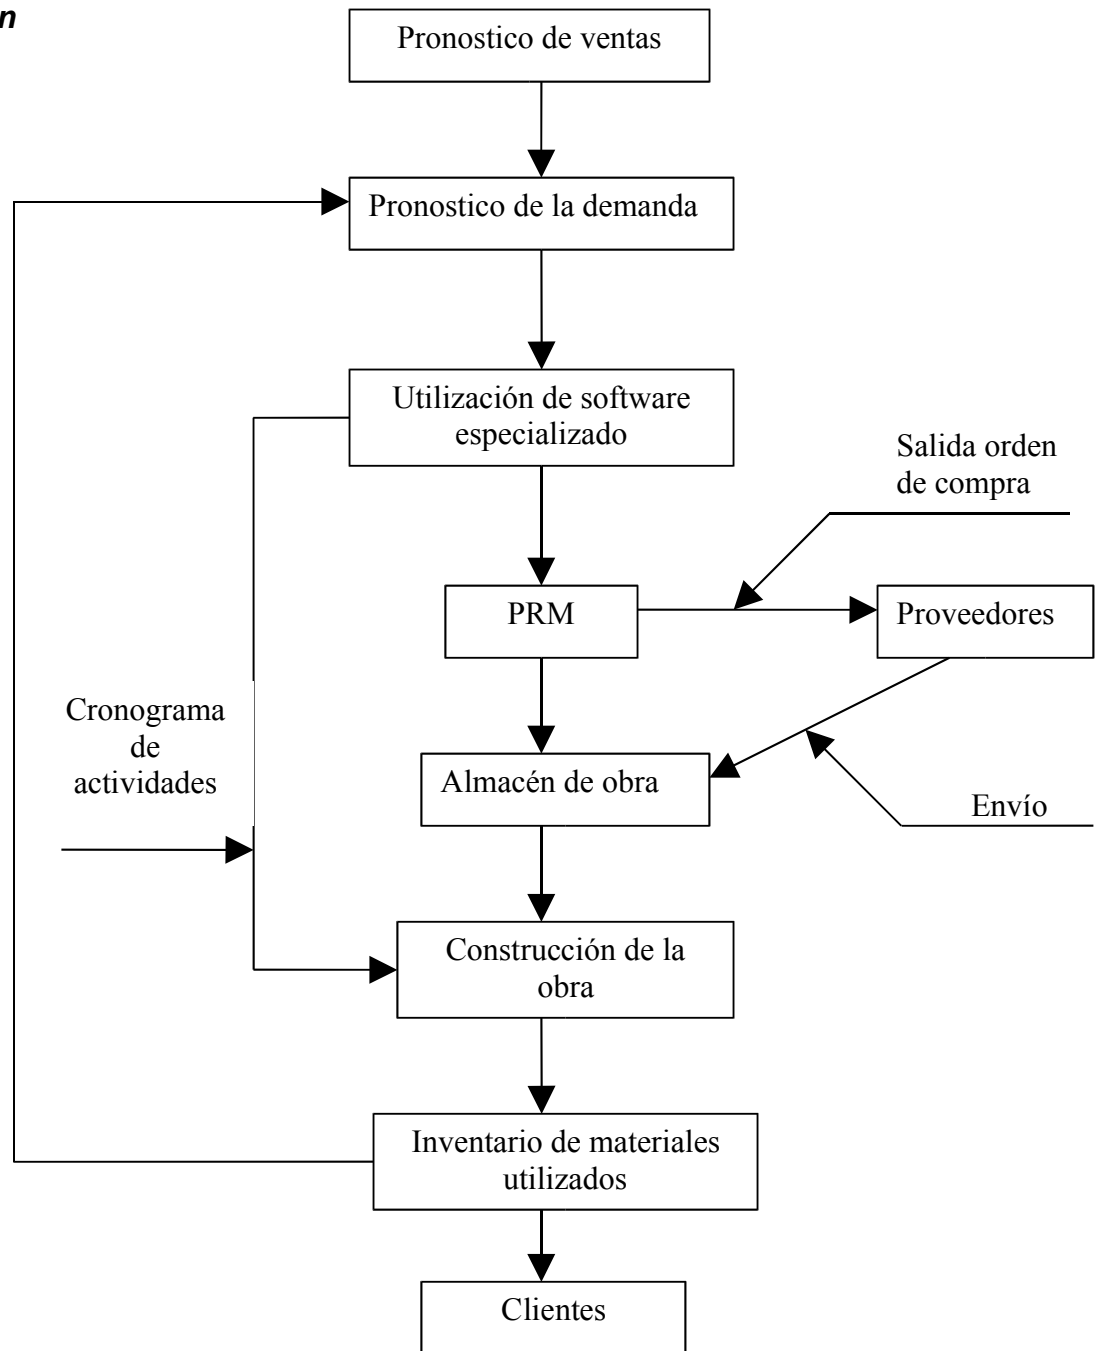 n
Pronostico de ventas
Pronostico de la demanda
Utilización de software
especializado
Salida orden
de compra
PRM
Proveedores
Cronograma
de
actividades
Almacén de obra
Envío
Construcción de la
obra
Inventario de materiales
utilizados
Clientes